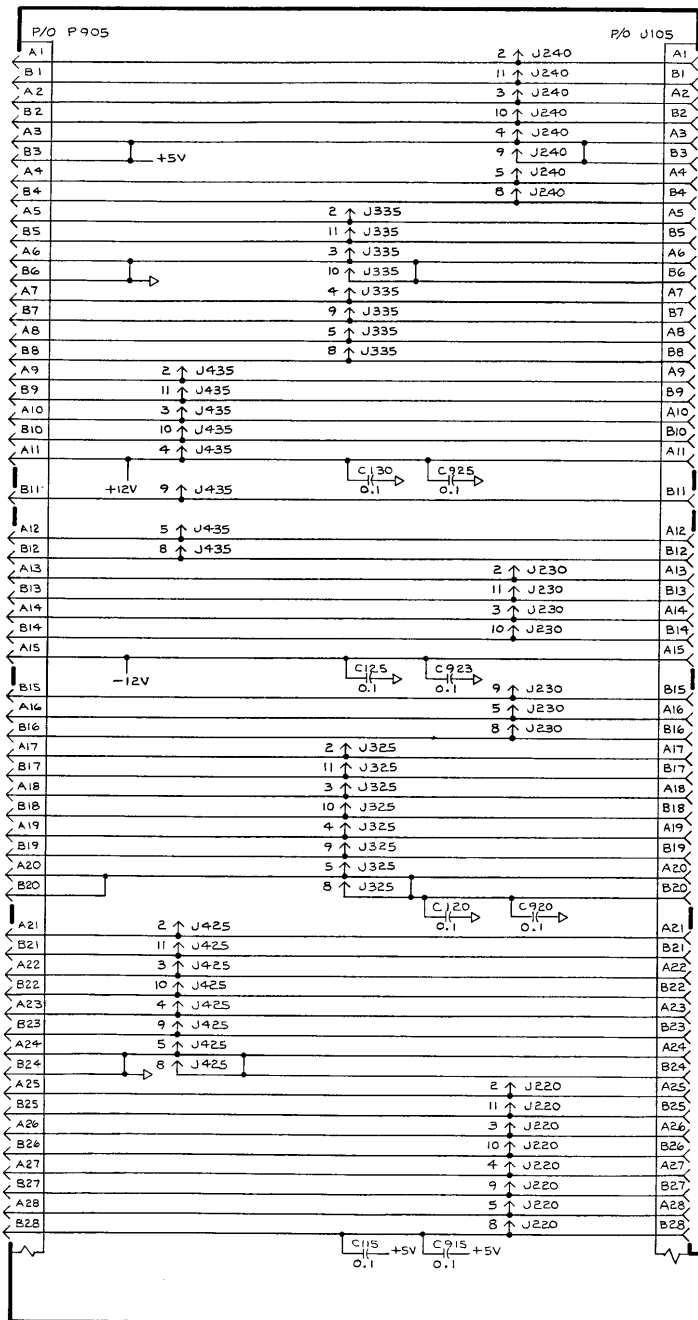 P/O P905 P/O J105
A1 2 J240 A1
B1 11 J240 B1
A2 3 J240 A2
B2 10 J240 B2
A3 4 J240 A3
B3 +5V 9 J240 B3
A4 5 J240 A4
B4 8 J240 B4
A5 2 J335 A5
B5 11 J335 B5
A6 3 J335 A6
B6 10 J335 B6
A7 4 J335 A7
B7 9 J335 B7
A8 5 J335 A8
B8 8 J335 B8
A9 2 J435 A9
B9 11 J435 B9
A10 3 J435 A10
B10 10 J435 B10
A11 4 J435 A11
C130 C925
B11 +12V 9 J435 0.1 0.1 B11
A12 5 J435 A12
B12 8 J435 B12
A13 2 J230 A13
B13 11 J230 B13
A14 3 J230 A14
B14 10 J230 B14
A15 A15
C125 C923
-12V 0.1 0.1
B15 9 J230 B15
A16 5 J230 A16
B16 8 J230 B16
A17 2 J325 A17
B17 11 J325 B17
A18 3 J325 A18
B18 10 J325 B18
A19 4 J325 A19
B19 9 J325 B19
A20 5 J325 A20
B20 8 J325 B20
C120 C920
0.1 0.1
A21 2 J425 A21
B21 11 J425 B21
A22 3 J425 A22
B22 10 J425 B22
A23 4 J425 A23
B23 9 J425 B23
A24 5 J425 A24
B24 8 J425 B24
A25 2 J220 A25
B25 11 J220 B25
A26 3 J220 A26
B26 10 J220 B26
A27 4 J220 A27
B27 9 J220 B27
A28 5 J220 A28
B28 8 J220 B28
C115 +5V C915 +5V
0.1 0.1